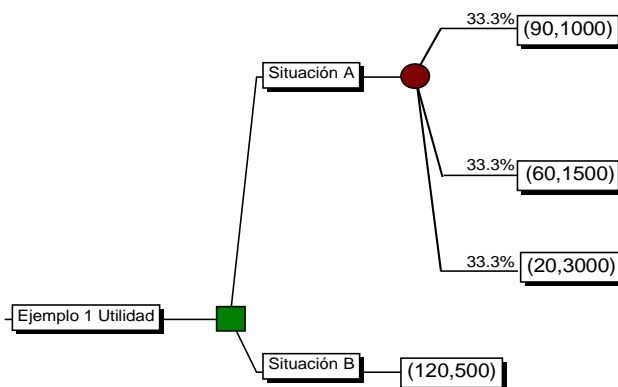 33.3%
(90,1000)
Situación A
33.3%
(60,1500)
33.3%
(20,3000)
Ejemplo 1 Utilidad
Situación B
(120,500)